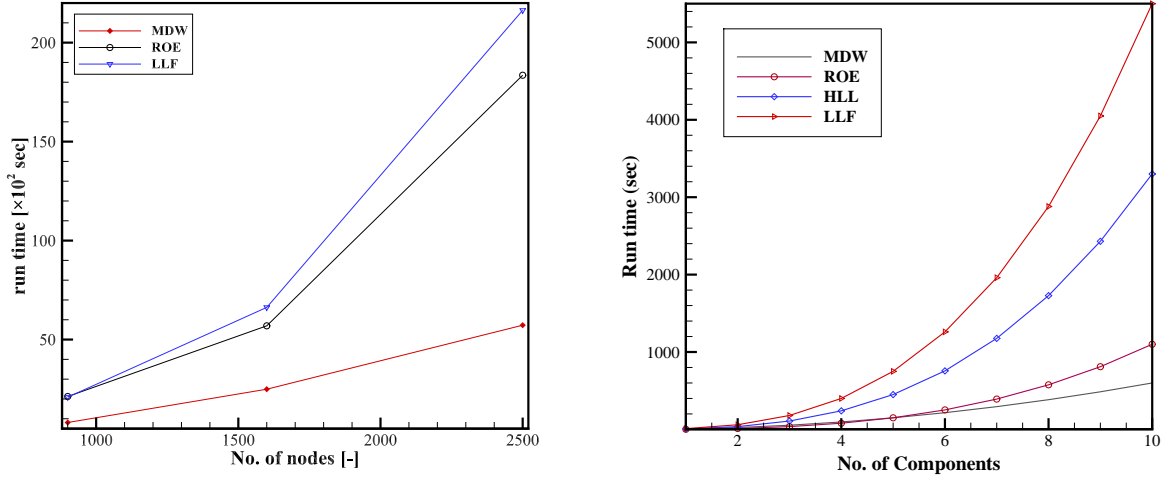 MDW
ROE
LLF
200
150
100
50
1000
1500
2000
2500
run time [×10² sec]
No. of nodes [-]
MDW
ROE
HLL
LLF
5000
4000
3000
2000
1000
2
4
6
8
10
Run time (sec)
No. of Components